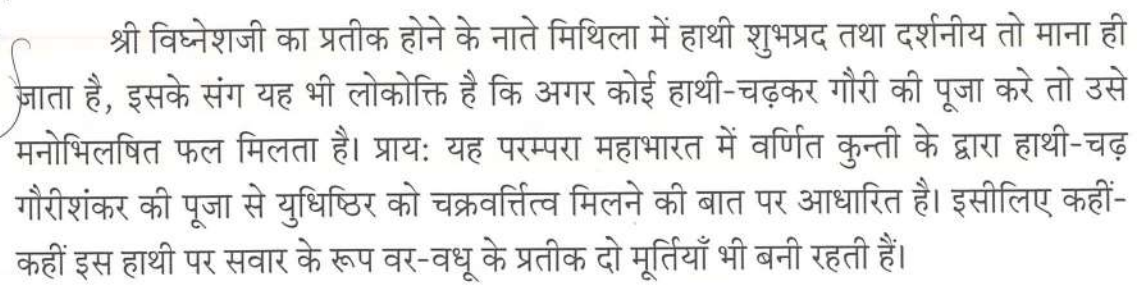 श्री विघ्नेशजी का प्रतीक होने के नाते मिथिला में हाथी शुभप्रद तथा दर्शनीय तो माना ही
जाता है, इसके संग यह भी लोकोक्ति है कि अगर कोई हाथी-चढ़कर गौरी की पूजा करे तो उसे
मनोभिलषित फल मिलता है। प्राय: यह परम्परा महाभारत में वर्णित कुन्ती के द्वारा हाथी-चढ़
गौरीशंकर की पूजा से युधिष्ठिर को चक्रवर्त्तित्व मिलने की बात पर आधारित है। इसीलिए कहीं-
कहीं इस हाथी पर सवार के रूप वर-वधू के प्रतीक दो मूर्तियाँ भी बनी रहती हैं।